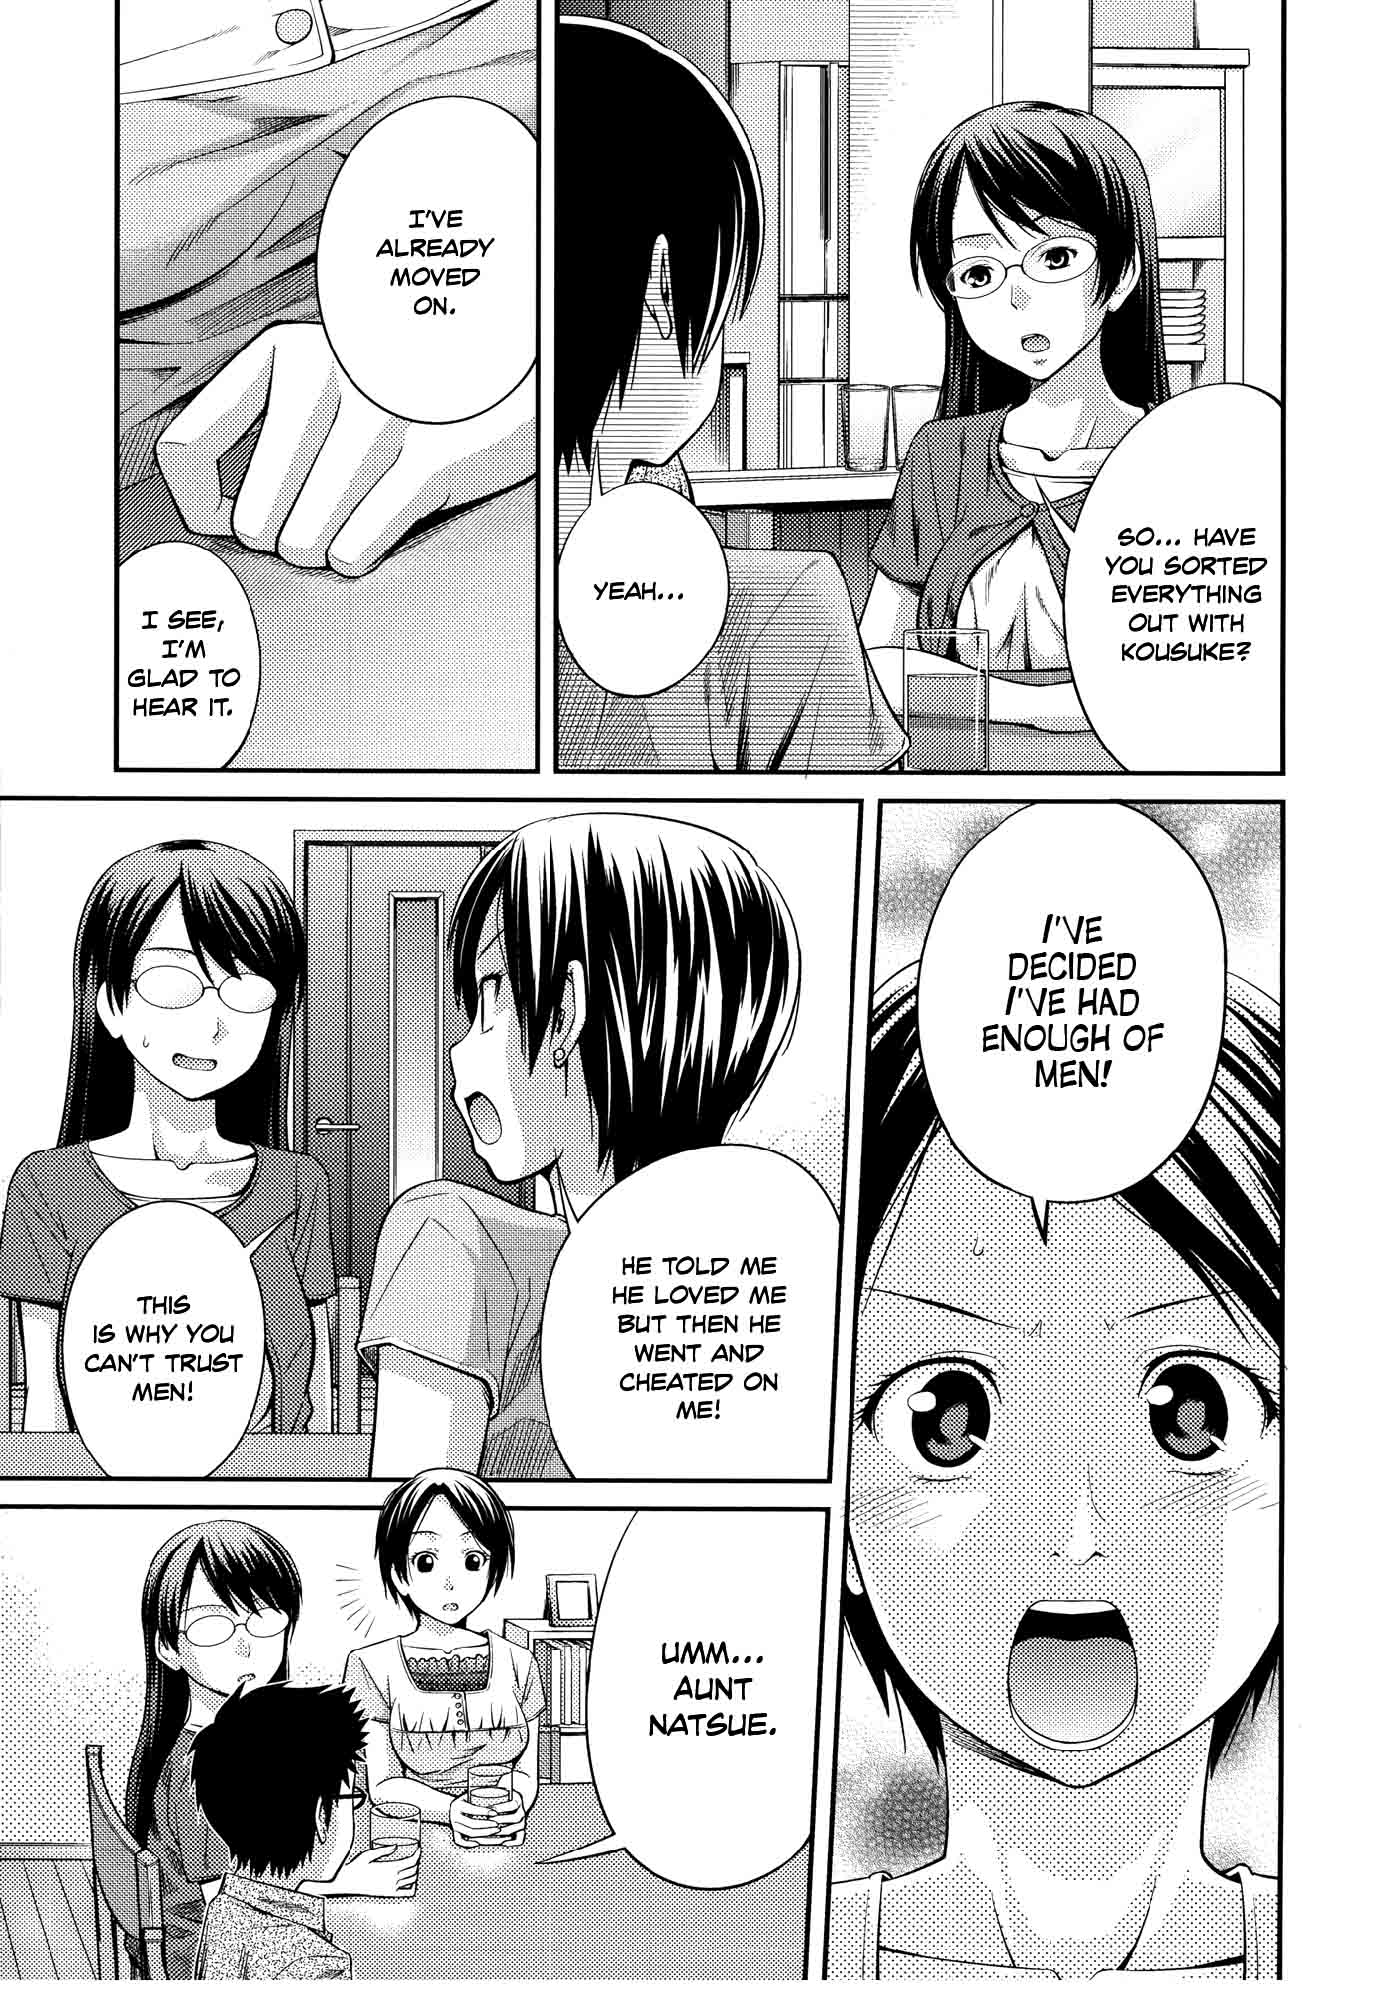 SO... HAVE
YOU SORTED
EVERYTHING
OUT WITH
KOUSUKE?
YEAH...
I'VE
ALREADY
MOVED
ON.
I SEE,
I'M
GLAD TO
HEAR IT.
I'VE
DECIDED
I'VE HAD
ENOUGH OF
MEN!
HE TOLD ME
HE LOVED ME
BUT THEN HE
WENT AND
CHEATED ON
ME!
THIS
IS WHY YOU
CAN'T TRUST
MEN!
UMM...
AUNT
NATSUE.